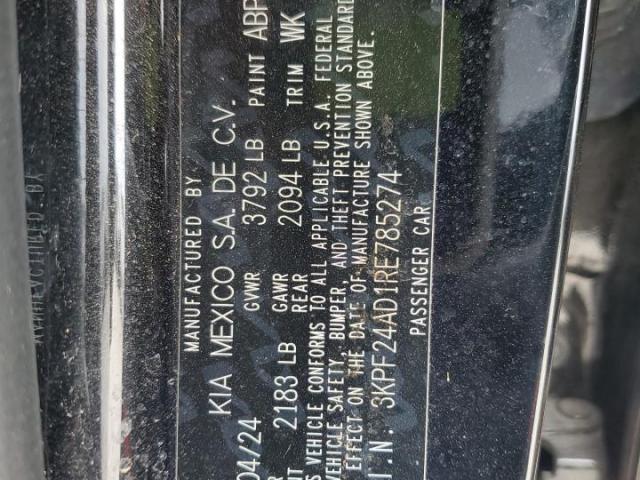 MANUFACTURED BY
KIA MEXICO S.A. DE C.V.
04/24 GVWR 3792 LB PAINT ABP
GAWR
2183 LB REAR 2094 LB TRIM WK
VEHICLE CONFORMS TO ALL APPLICABLE U.S.A. FEDERAL
VEHICLE SAFETY, BUMPER, AND THEFT PREVENTION STANDARD
EFFECT ON THE DATE OF MANUFACTURE SHOWN ABOVE.
3KPF24AD1RE785274
PASSENGER CAR